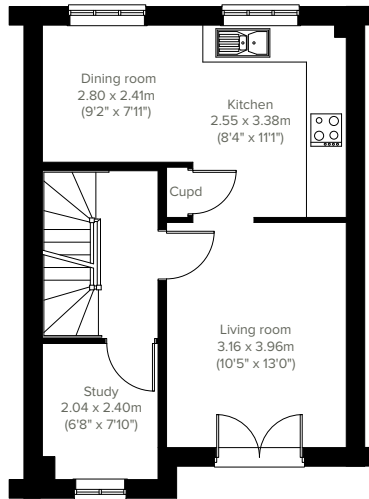 Dining room
2.80 x 2.41m
(9'2" x 7'11")
Kitchen
2.55 x 3.38m
(8'4" x 11'1")
Cupd
Living room
3.16 x 3.96m
(10'5" x 13'0")
Study
2.04 x 2.40m
(6'8" x 7'10")